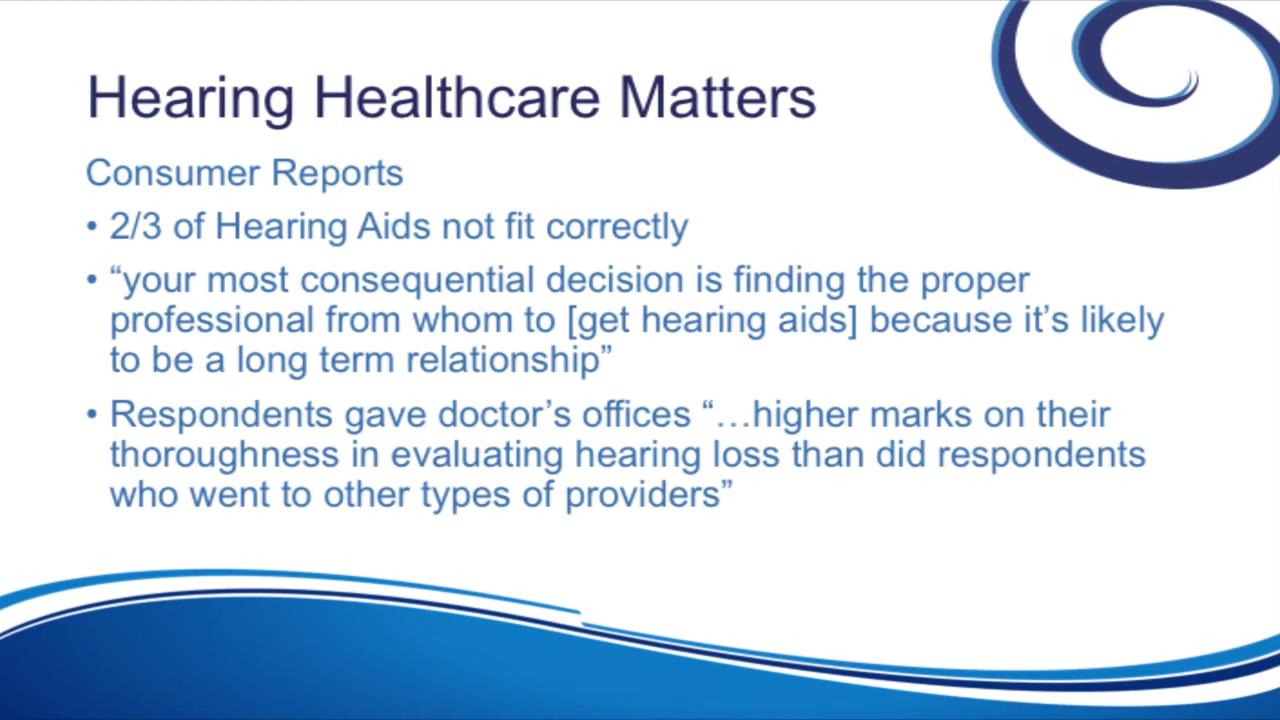 Hearing Healthcare Matters
Consumer Reports
• 2/3 of Hearing Aids not fit correctly
• “your most consequential decision is finding the proper
professional from whom to [get hearing aids] because it’s likely
to be a long term relationship”
• Respondents gave doctor’s offices “…higher marks on their
thoroughness in evaluating hearing loss than did respondents
who went to other types of providers”